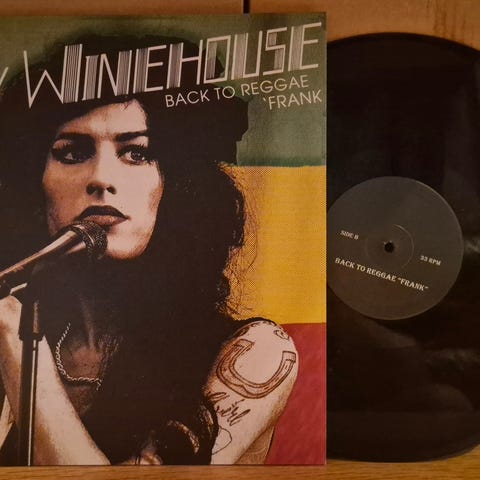 Y WINEHOUSE
BACK TO REGGAE
'FRANK
SIDE B
33 RPM
BACK TO REGGAE "FRANK"